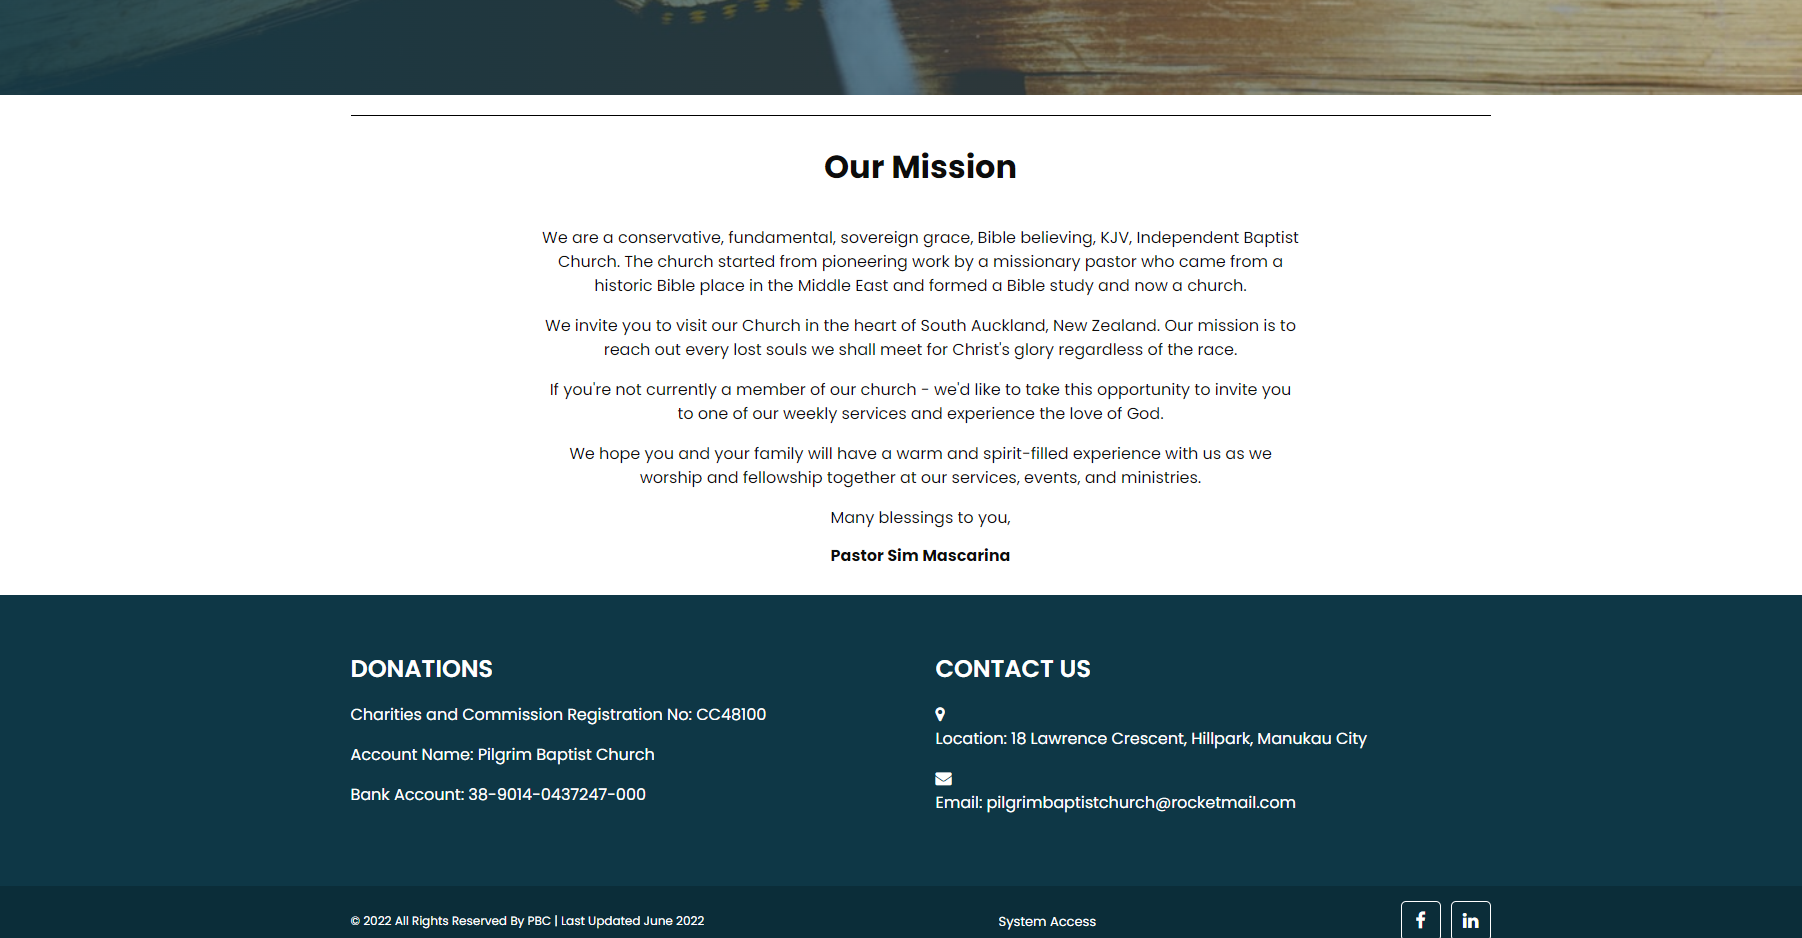 Our Mission
We are a conservative, fundamental, sovereign grace, Bible believing, KJV, Independent Baptist
Church. The church started from pioneering work by a missionary pastor who came from a
historic Bible place in the Middle East and formed a Bible study and now a church.
We invite you to visit our Church in the heart of South Auckland, New Zealand. Our mission is to
reach out every lost souls we shall meet for Christ's glory regardless of the race.
If you're not currently a member of our church - we'd like to take this opportunity to invite you
to one of our weekly services and experience the love of God.
We hope you and your family will have a warm and spirit-filled experience with us as we
worship and fellowship together at our services, events, and ministries.
Many blessings to you,
Pastor Sim Mascarina
DONATIONS
Charities and Commission Registration No: CC48100
Account Name: Pilgrim Baptist Church
Bank Account: 38-9014-0437247-000
CONTACT US
Location: 18 Lawrence Crescent, Hillpark, Manukau City
Email: pilgrimbaptistchurch@rocketmail.com
© 2022 All Rights Reserved By PBC | Last Updated June 2022
System Access